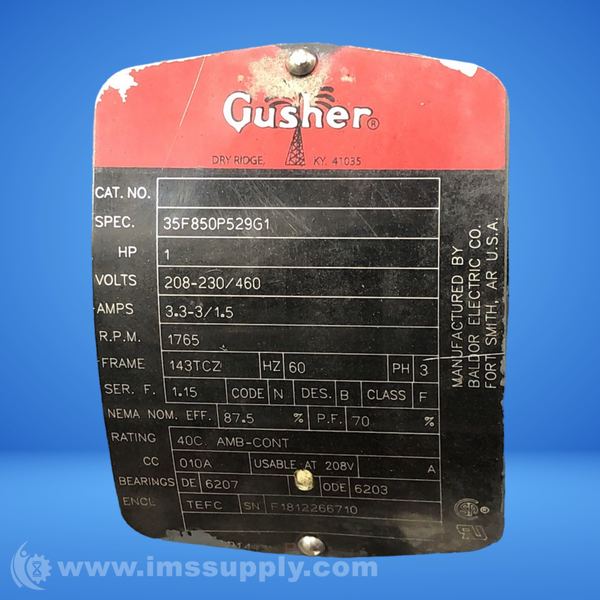 Gusher®
DRY RIDGE, KY. 41035
CAT. NO.
SPEC. 35F850P529G1
HP 1
VOLTS 208-230/460
AMPS 3.3-3/1.5
R.P.M. 1765
FRAME 143TCZ HZ 60 PH 3
SER. F. 1.15 CODE N DES. B CLASS F
NEMA NOM. EFF. 87.5 % P.F. 70 %
RATING 40C. AMB-CONT
CC 010A USABLE AT 208V A
BEARINGS DE 6207 ODE 6203
ENCL TEFC SN F1812266710
MANUFACTURED BY
BALDOR ELECTRIC CO.
FORT SMITH, AR U.S.A.
www.imssupply.com